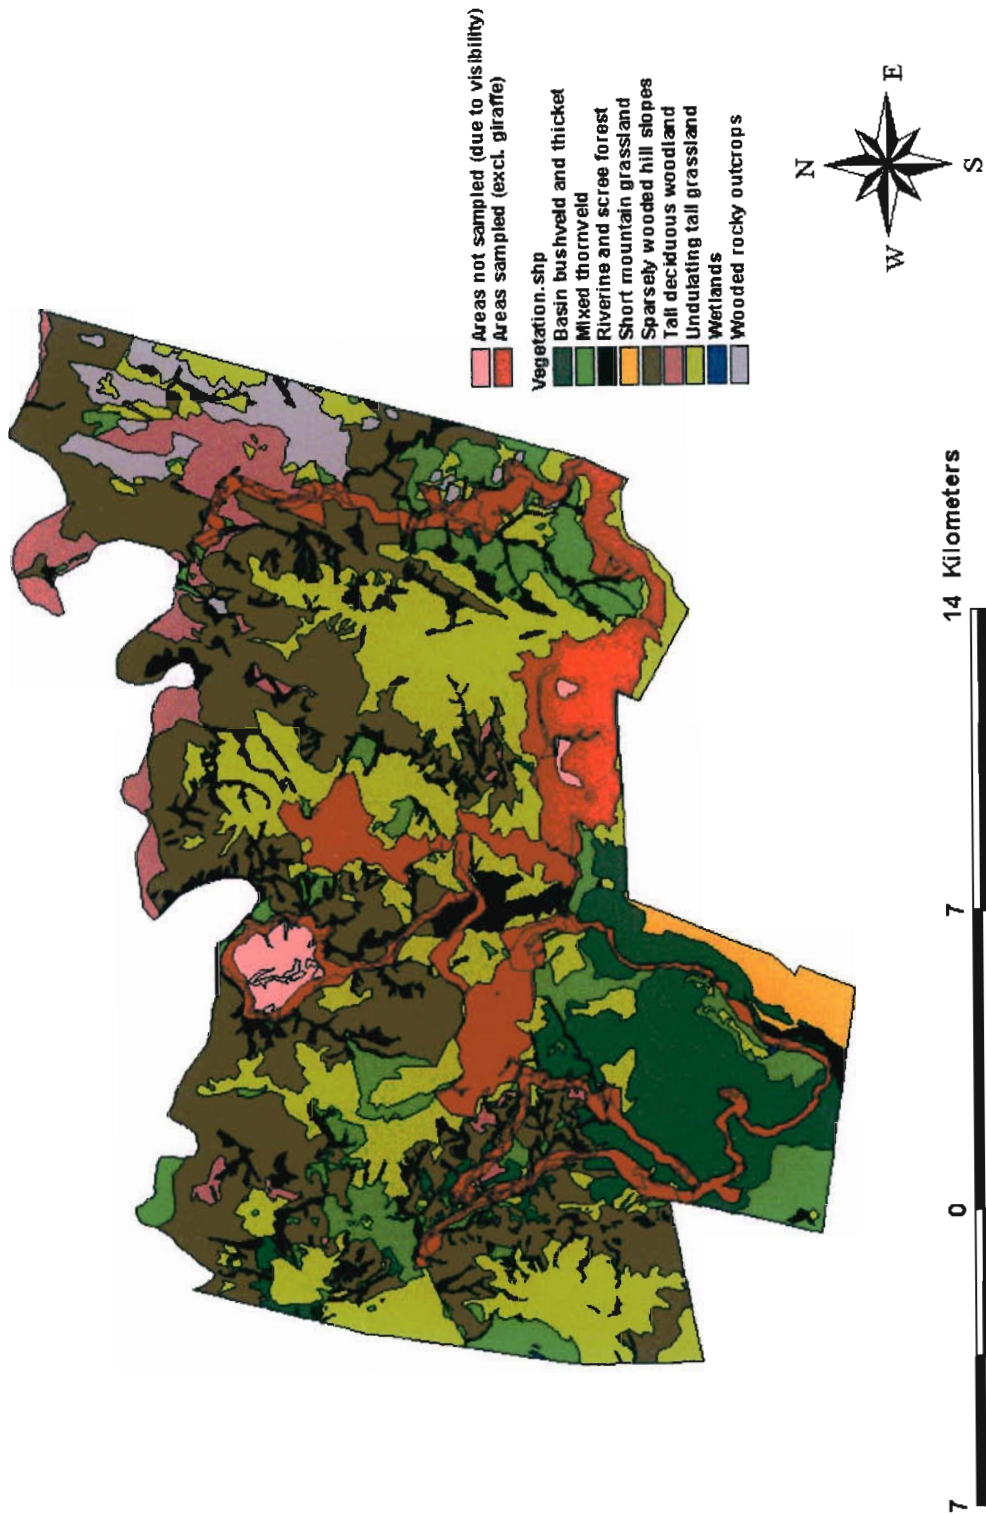 Areas not sampled (due to visibility)
Areas sampled (excl. giraffe)
Vegetation.shp
Basin bushveld and thicket
Mixed thornveld
Riverine and scree forest
Short mountain grassland
Sparsely wooded hill slopes
Tall deciduous woodland
Undulating tall grassland
Wetlands
Wooded rocky outcrops
N
W E
S
7 0 7 14 Kilometers